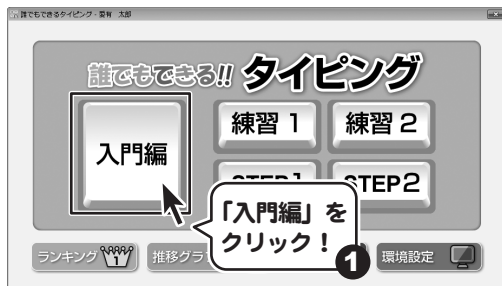 誰でもできるタイピング - 愛有 太郎
誰でもできる!! タイピング
入門編
練習 1
練習 2
STEP1
STEP2
「入門編」を
クリック！
1
ランキング
1
推移グラ
環境設定